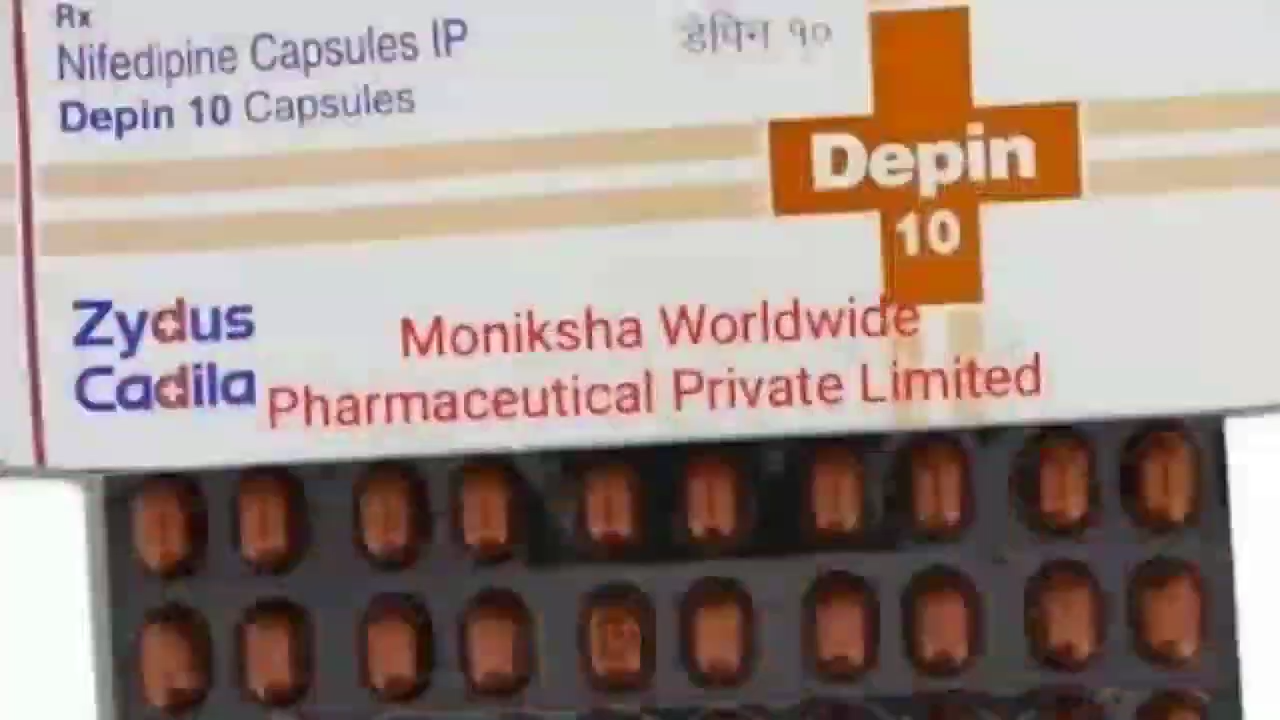 Rx
Nifedipine Capsules IP
Depin 10 Capsules
डेपिन १०
Depin
10
Zydus
Cadila
Moniksha Worldwide
Pharmaceutical Private Limited